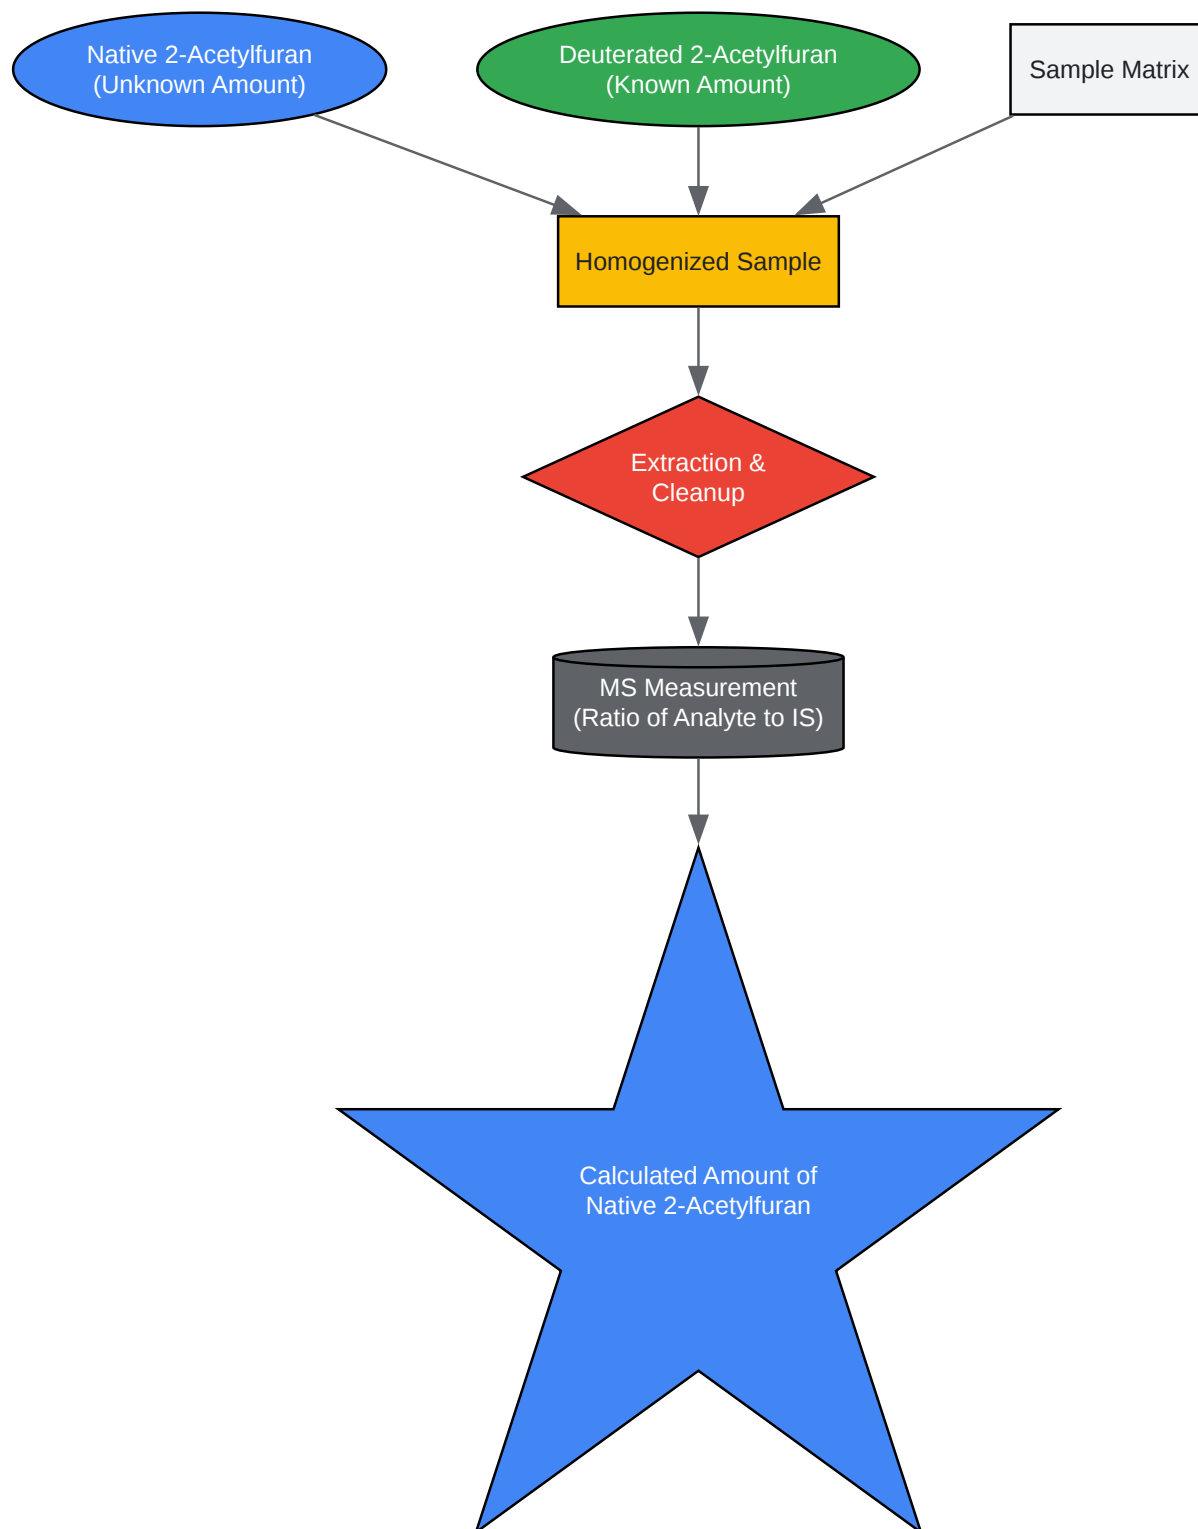 Native 2-Acetylfuran
(Unknown Amount)
Deuterated 2-Acetylfuran
(Known Amount)
Sample Matrix
Homogenized Sample
Extraction &
Cleanup
MS Measurement
(Ratio of Analyte to IS)
Calculated Amount of
Native 2-Acetylfuran